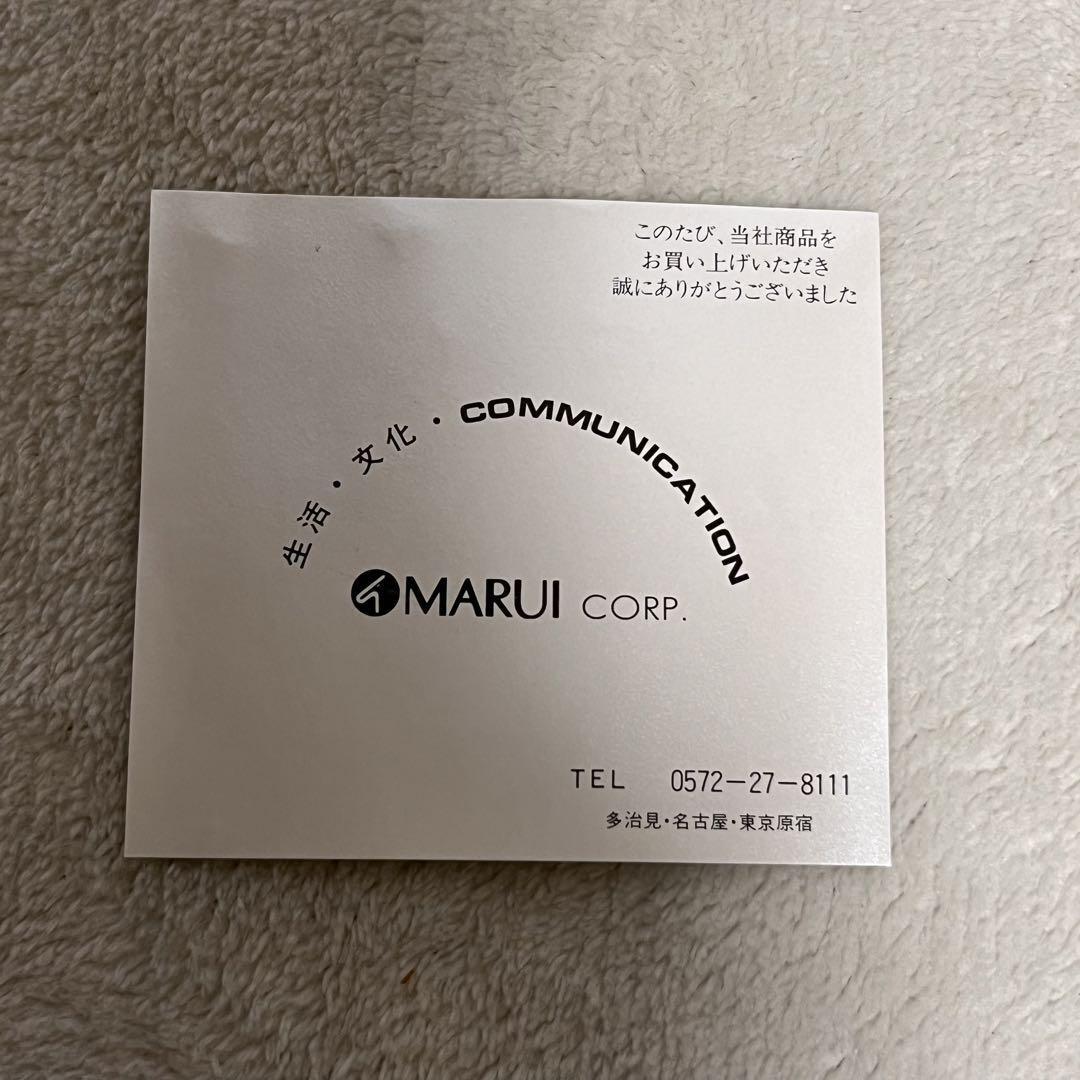 このたび、当社商品を
お買い上げいただき
誠にありがとうございました
生活・文化・COMMUNICATION
MARUI CORP.
TEL 0572-27-8111
多治見・名古屋・東京原宿